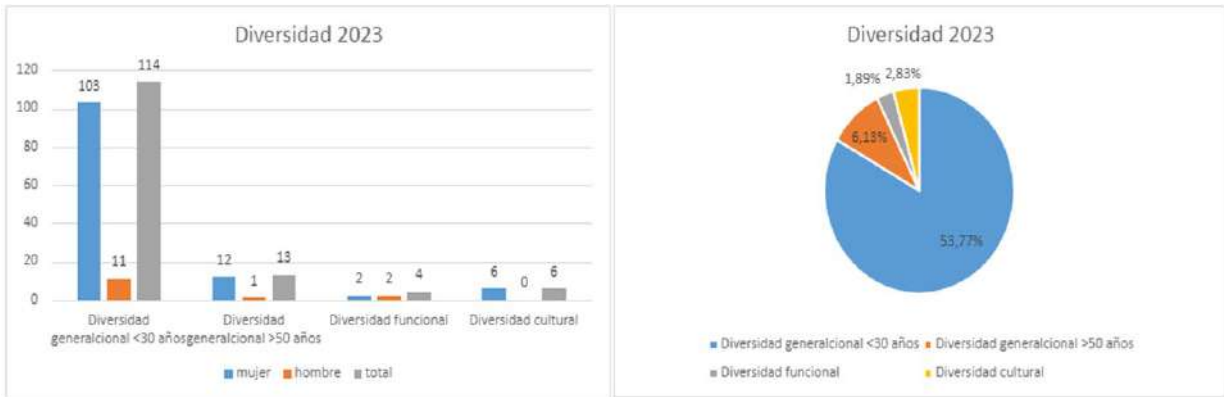 Diversidad 2023
120
100
80
60
40
20
0
103
11
114
12
1
13
2
2
4
6
0
6
Diversidad
generalcional <30 años
Diversidad
generalcional >50 años
Diversidad funcional
Diversidad cultural
mujer
hombre
total
Diversidad 2023
1,89%
2,83%
6,13%
53,77%
Diversidad generalcional <30 años
Diversidad generalcional >50 años
Diversidad funcional
Diversidad cultural